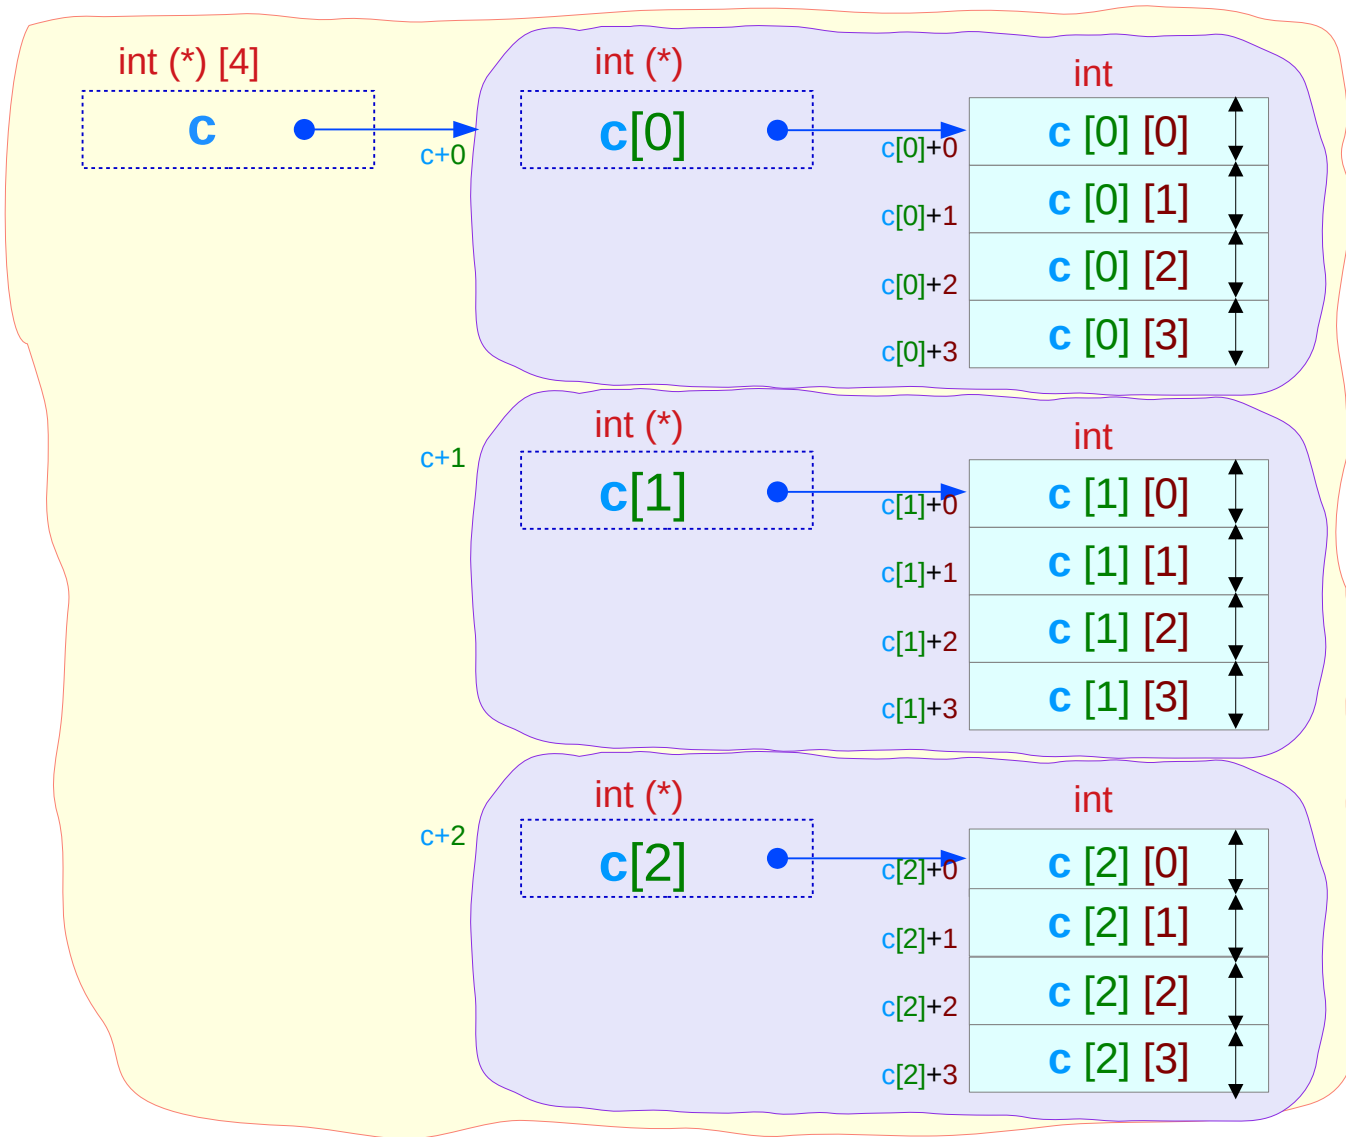 int (*) [4]
int (*)
int
c
c[0]
c [0] [0]
c+0
c[0]+0
c [0] [1]
c[0]+1
c [0] [2]
c[0]+2
c [0] [3]
c[0]+3
int (*)
int
c+1
c[1]
c [1] [0]
c[1]+0
c [1] [1]
c[1]+1
c [1] [2]
c[1]+2
c [1] [3]
c[1]+3
int (*)
int
c+2
c[2]
c [2] [0]
c[2]+0
c [2] [1]
c[2]+1
c [2] [2]
c[2]+2
c [2] [3]
c[2]+3